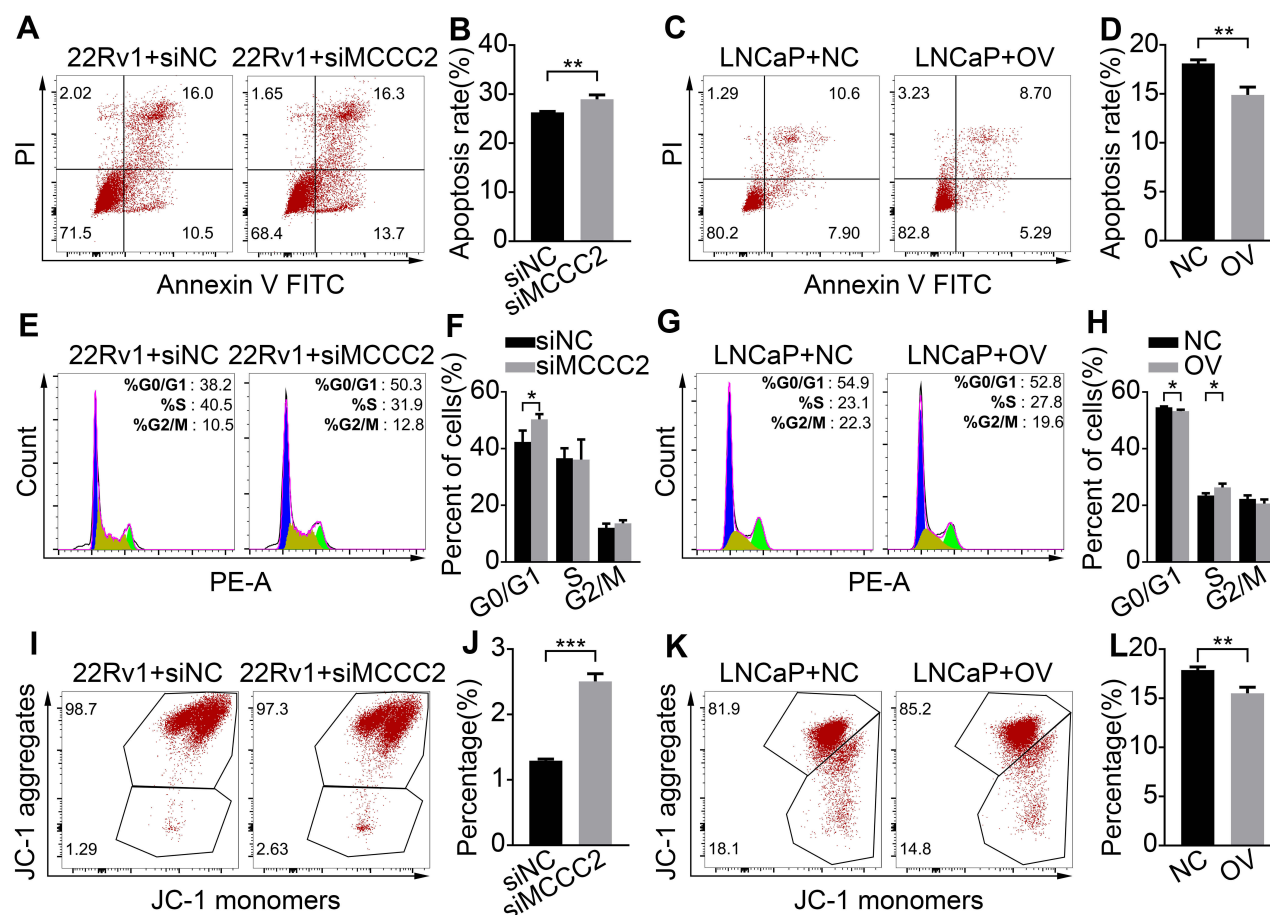 A
22Rv1+siNC
22Rv1+siMCCC2
2.02
16.0
71.5
10.5
1.65
16.3
68.4
13.7
PI
Annexin V FITC
B
Apoptosis rate(%)
40
30
20
10
0
**
siNC
siMCCC2
C
LNCaP+NC
LNCaP+OV
1.29
10.6
80.2
7.90
3.23
8.70
82.8
5.29
PI
Annexin V FITC
D
Apoptosis rate(%)
20
15
10
5
0
**
NC
OV
E
22Rv1+siNC
22Rv1+siMCCC2
%G0/G1 : 38.2
%S : 40.5
%G2/M : 10.5
%G0/G1 : 50.3
%S : 31.9
%G2/M : 12.8
Count
PE-A
F
siNC
siMCCC2
Percent of cells(%)
60
40
20
0
*
G0/G1
S
G2/M
G
LNCaP+NC
LNCaP+OV
%G0/G1 : 54.9
%S : 23.1
%G2/M : 22.3
%G0/G1 : 52.8
%S : 27.8
%G2/M : 19.6
Count
PE-A
H
NC
OV
Percent of cells(%)
60
40
20
0
*
*
G0/G1
S
G2/M
I
22Rv1+siNC
22Rv1+siMCCC2
98.7
1.29
97.3
2.63
JC-1 aggregates
JC-1 monomers
J
Percentage(%)
3
2
1
0
***
siNC
siMCCC2
K
LNCaP+NC
LNCaP+OV
81.9
18.1
85.2
14.8
JC-1 aggregates
JC-1 monomers
L
Percentage(%)
20
15
10
5
0
**
NC
OV